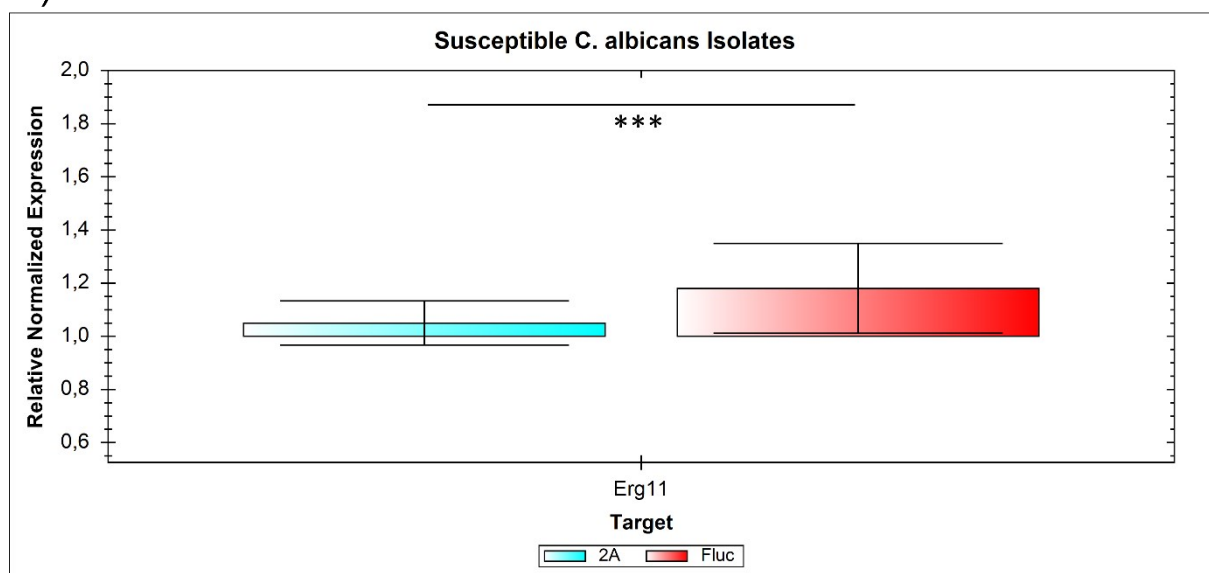 )
Susceptible C. albicans Isolates
Relative Normalized Expression
2,0
1,8
***
1,6
1,4
1,2
1,0
0,8
0,6
Erg11
Target
2A Fluc